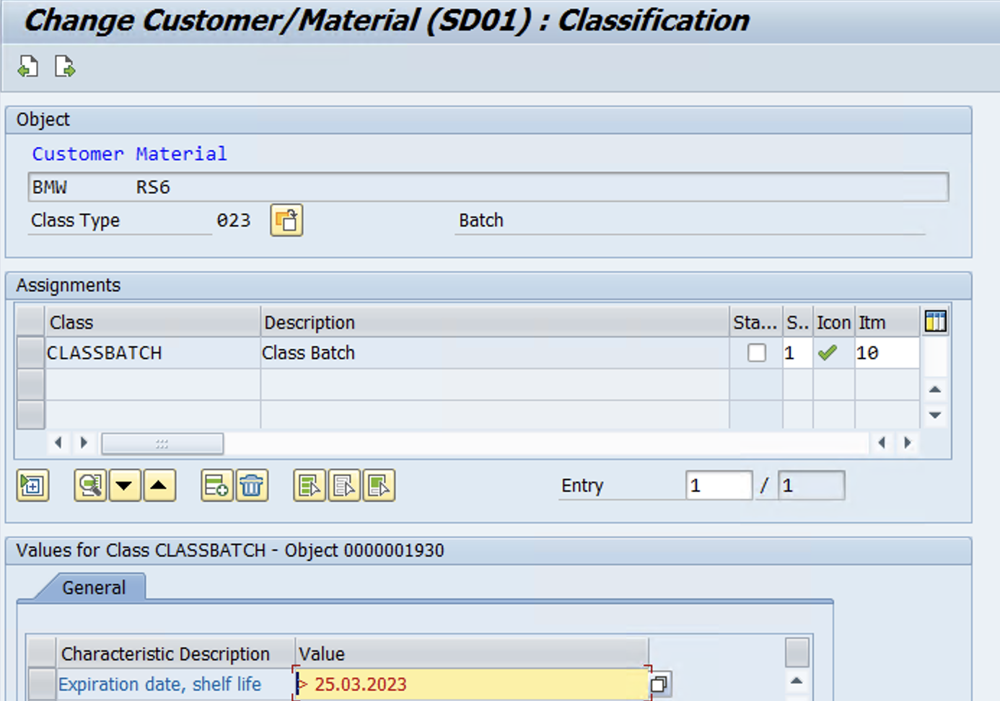 Change Customer/Material (SD01) : Classification
Object
Customer Material
BMW RS6
Class Type 023 Batch
Assignments
Class Description Sta... S.. Icon Itm
CLASSBATCH Class Batch 1 10
Entry 1 / 1
Values for Class CLASSBATCH - Object 0000001930
General
Characteristic Description Value
Expiration date, shelf life > 25.03.2023